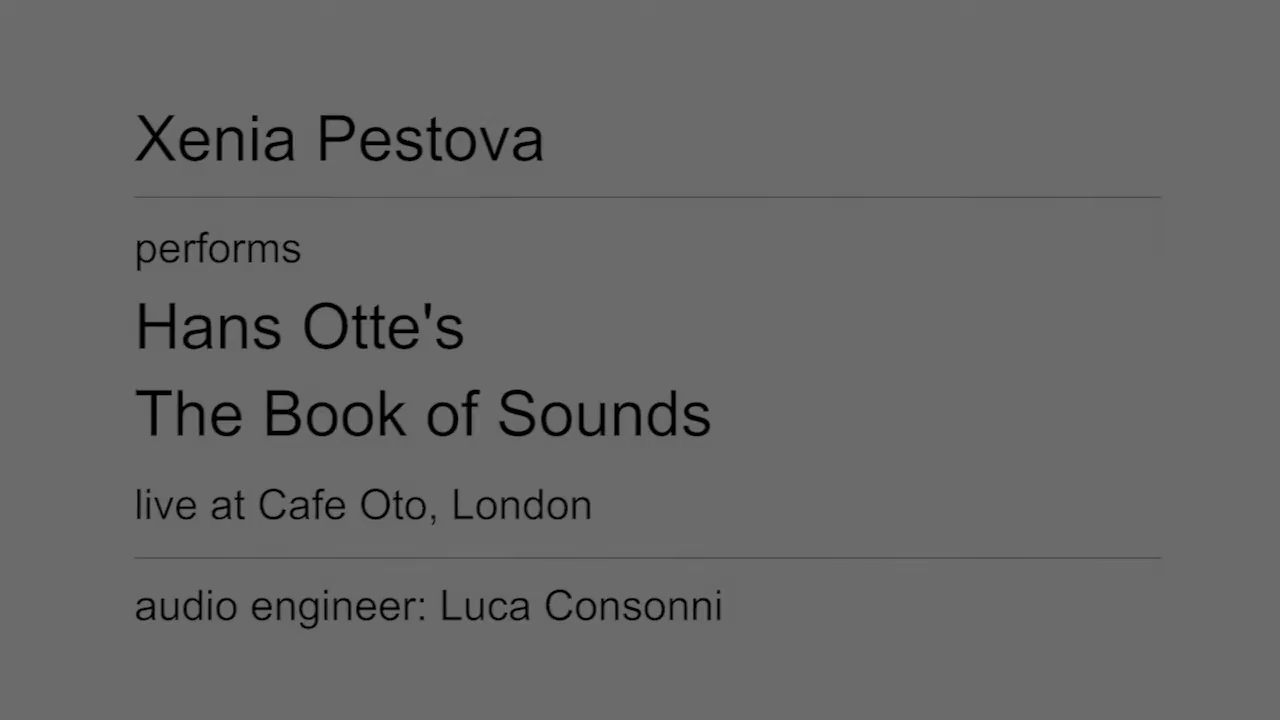 Xenia Pestova
performs
Hans Otte's
The Book of Sounds
live at Cafe Oto, London
audio engineer: Luca Consonni